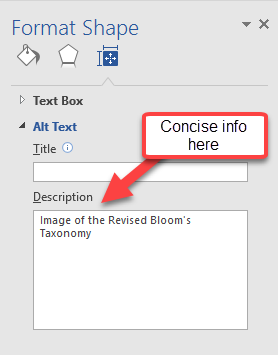 Format Shape
Text Box
Alt Text
Title
Concise info
here
Description
Image of the Revised Bloom's
Taxonomy